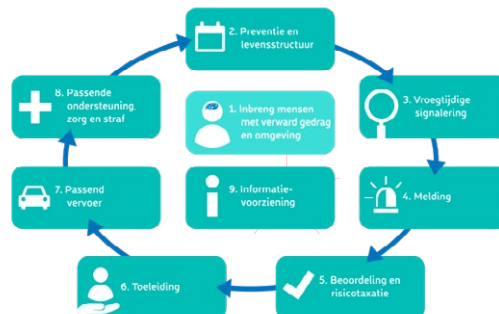 2. Preventie en
levensstructuur
8. Passende
ondersteuning,
zorg en straf
1. Inbreng mensen
met verward gedrag
en omgeving
3. Vroegtijdige
signalering
7. Passend
vervoer
9. Informatie-
voorziening
4. Melding
6. Toeleiding
5. Beoordeling en
risicotaxatie